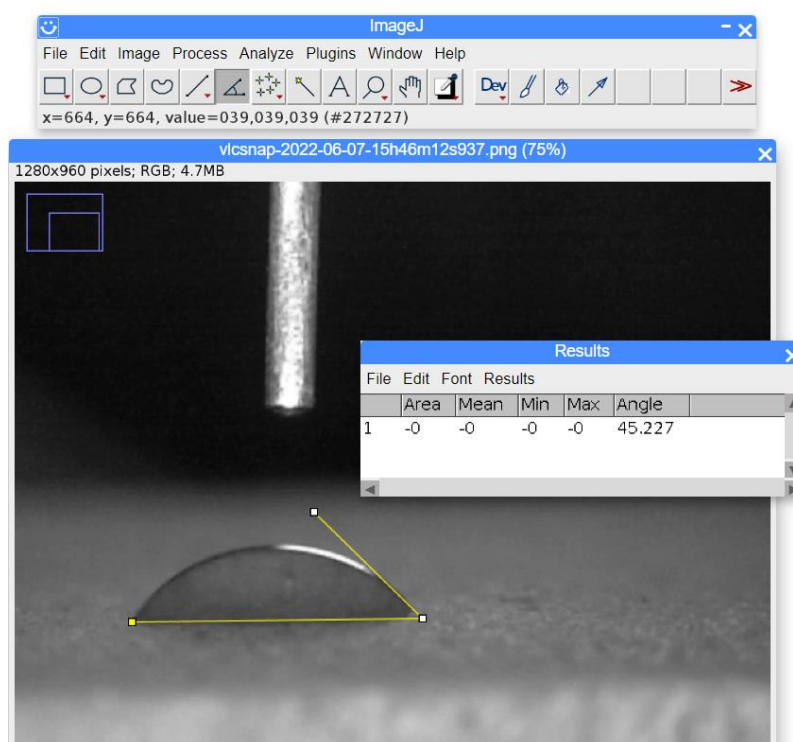 ImageJ
File Edit Image Process Analyze Plugins Window Help
A Dev
x=664, y=664, value=039,039,039 (#272727)
vlcsnap-2022-06-07-15h46m12s937.png (75%)
1280x960 pixels; RGB; 4.7MB
Results
File Edit Font Results
Area Mean Min Max Angle
1 -0 -0 -0 -0 45.227